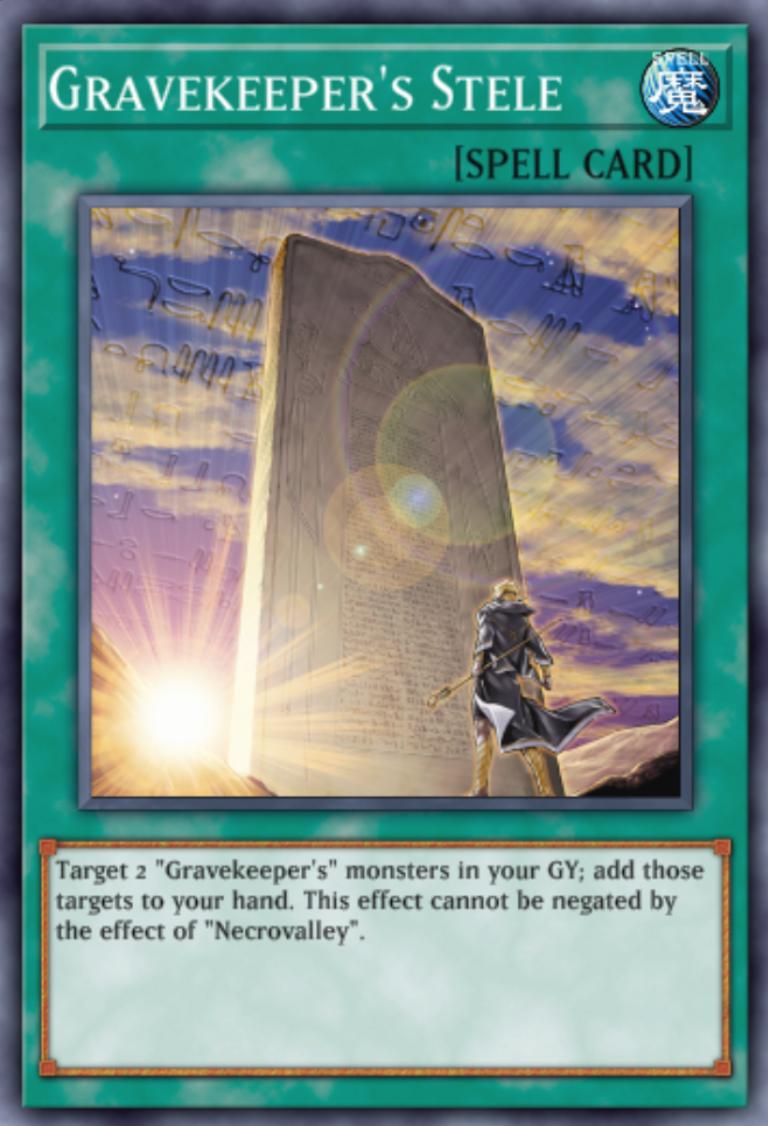 GRAVEKEEPER'S STELE
SPELL
魔
[SPELL CARD]
Target 2 "Gravekeeper's" monsters in your GY; add those
targets to your hand. This effect cannot be negated by
the effect of "Necrovalley".